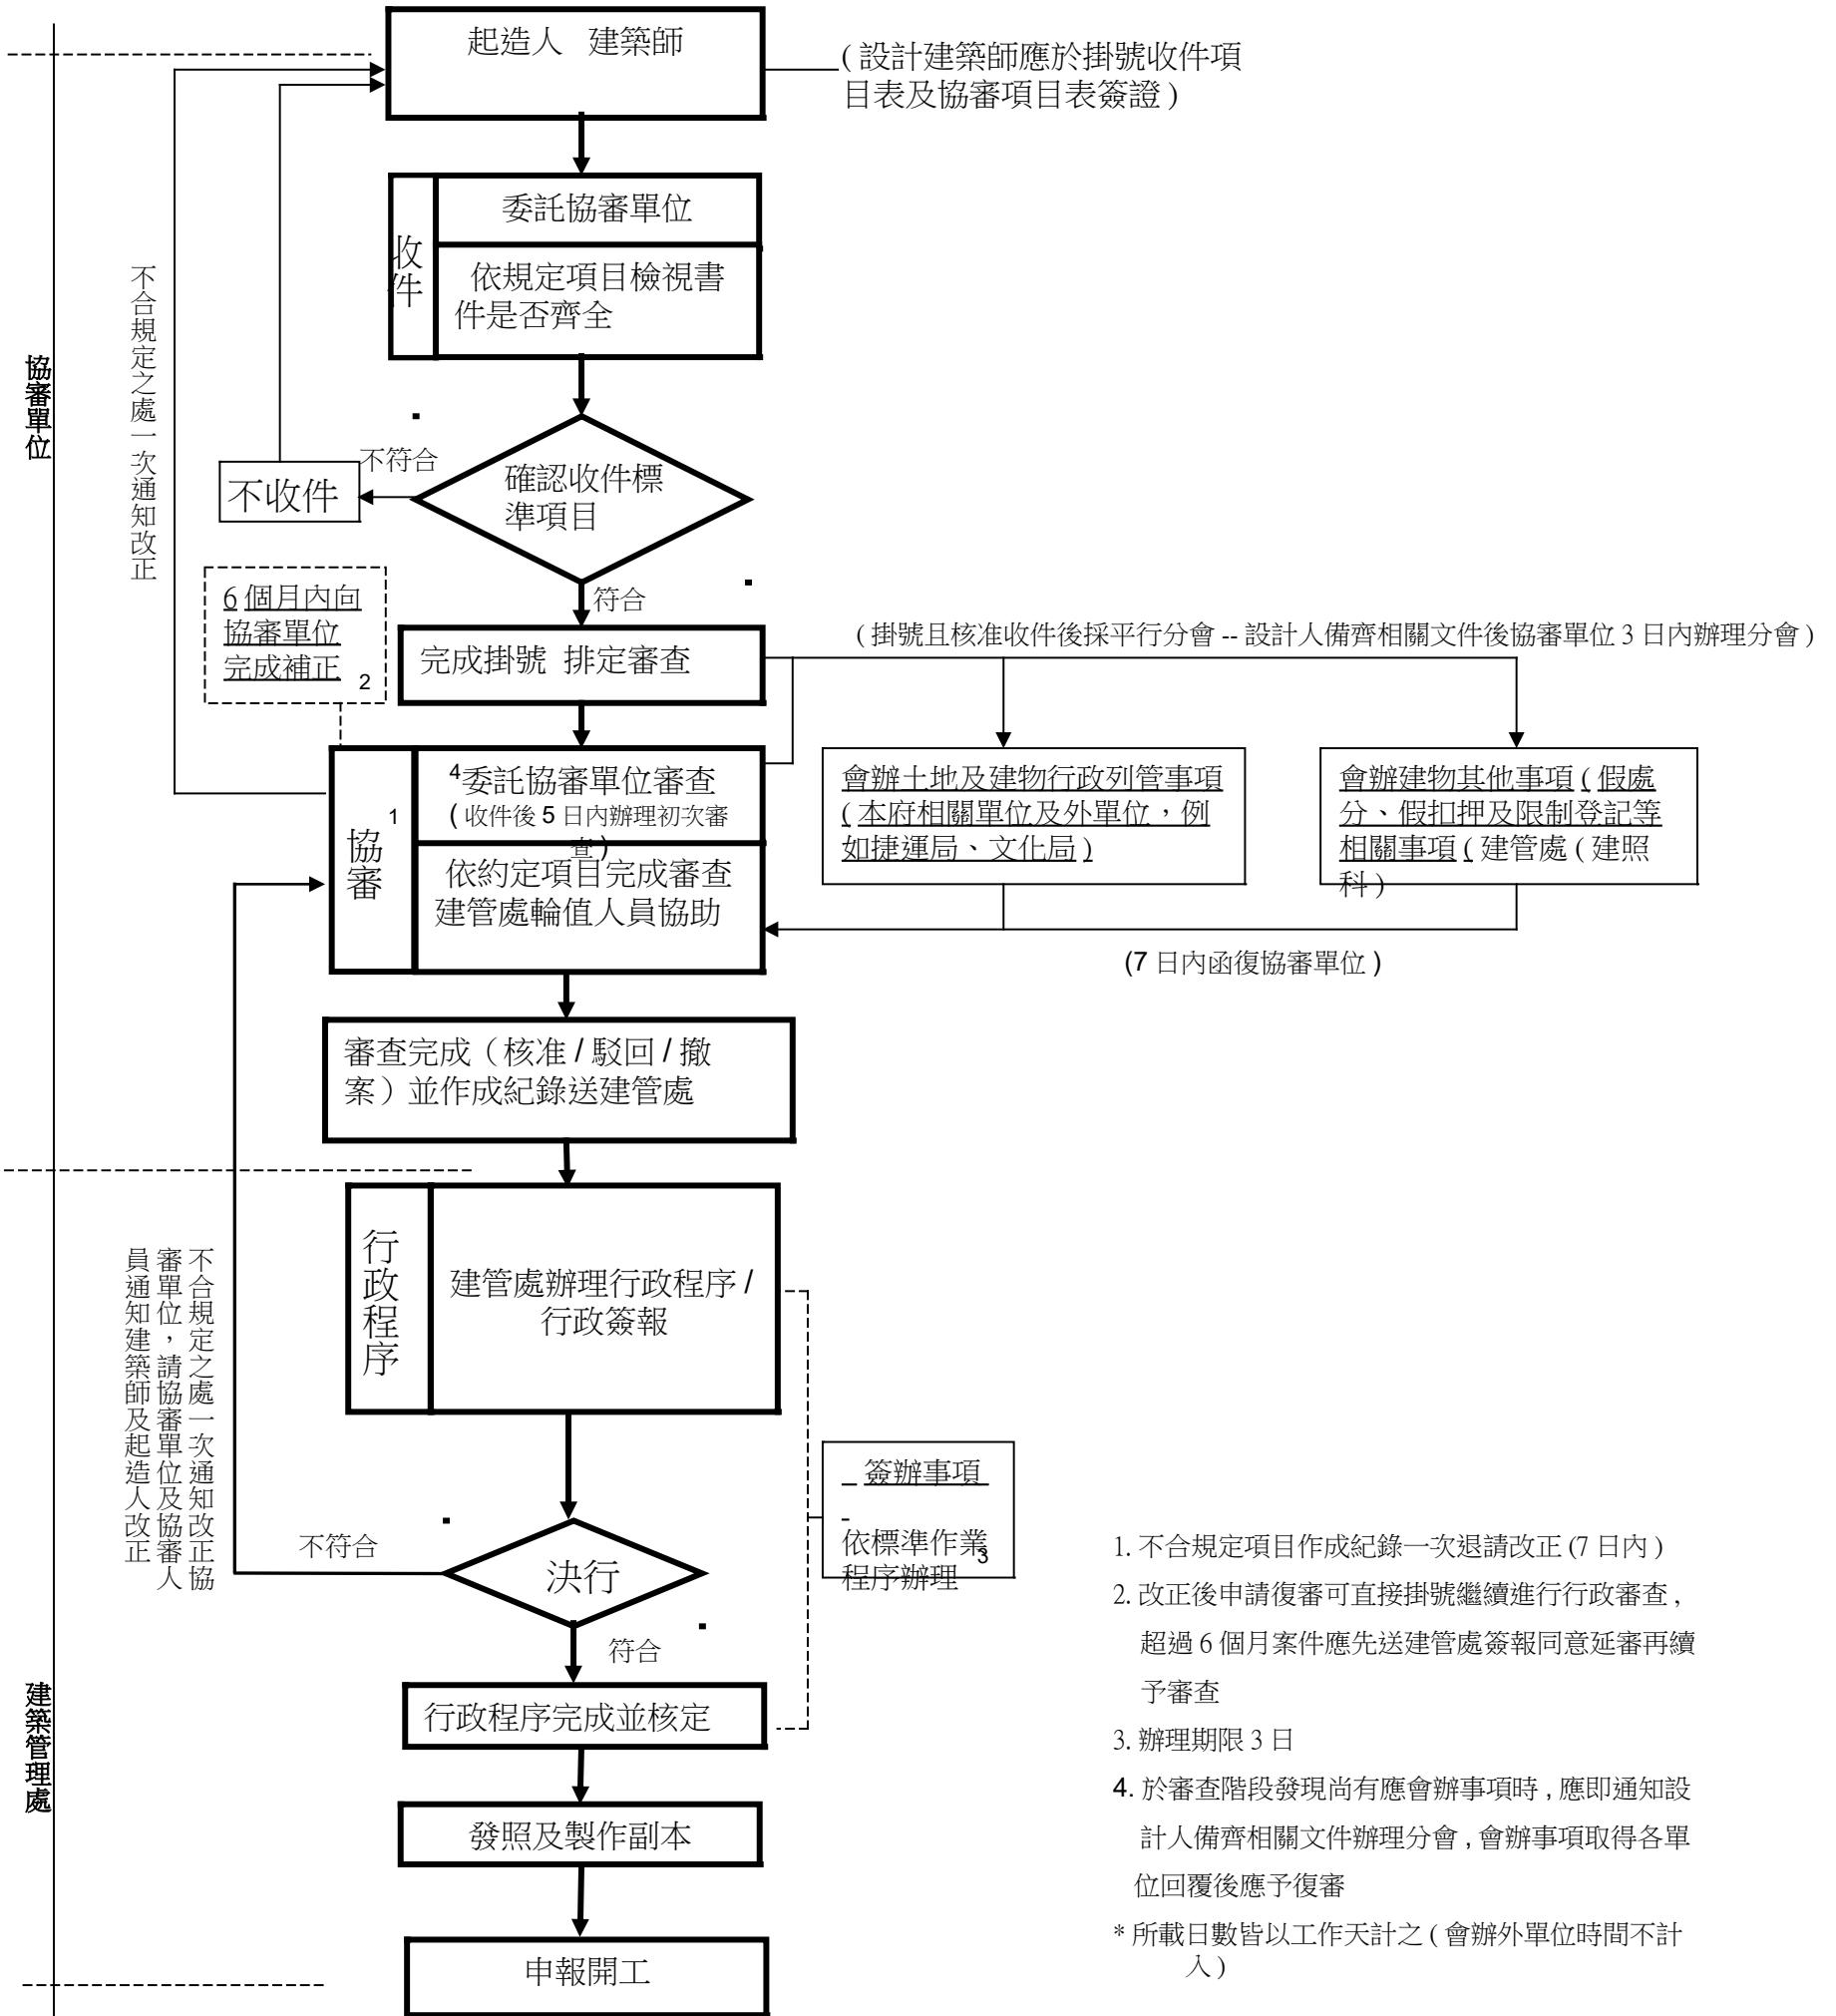 起造人 建築師
( 設計建築師應於掛號收件項
目表及協審項目表簽證 )
收件
委託協審單位
依規定項目檢視書
件是否齊全
不合規定之處一次通知改正
協審單位
不符合
不收件
確認收件標
準項目
符合
6 個月內向
協審單位
完成補正 2
( 掛號且核准收件後採平行分會 -- 設計人備齊相關文件後協審單位 3 日內辦理分會 )
完成掛號 排定審查
協審 1
4委託協審單位審查
( 收件後 5 日內辦理初次審
查 )
依約定項目完成審查
建管處輪值人員協助
會辦土地及建物行政列管事項
( 本府相關單位及外單位，例
如捷運局、文化局 )
會辦建物其他事項 ( 假處
分、假扣押及限制登記等
相關事項 ( 建管處 ( 建照
科 )
(7 日內函復協審單位 )
審查完成（核准 / 駁回 / 撤
案）並作成紀錄送建管處
行政程序
建管處辦理行政程序 /
行政簽報
不合規定之處一次通知改正協
審單位，請協審單位及協審人
員通知建築師及起造人改正
簽辦事項
依標準作業
程序辦理 3
不符合
決行
符合
行政程序完成並核定
建築管理處
發照及製作副本
申報開工
1. 不合規定項目作成紀錄一次退請改正 (7 日內 )
2. 改正後申請復審可直接掛號繼續進行行政審查 ,
超過 6 個月案件應先送建管處簽報同意延審再續
予審查
3. 辦理期限 3 日
4. 於審查階段發現尚有應會辦事項時 , 應即通知設
計人備齊相關文件辦理分會 , 會辦事項取得各單
位回覆後應予復審
* 所載日數皆以工作天計之 ( 會辦外單位時間不計
入 )